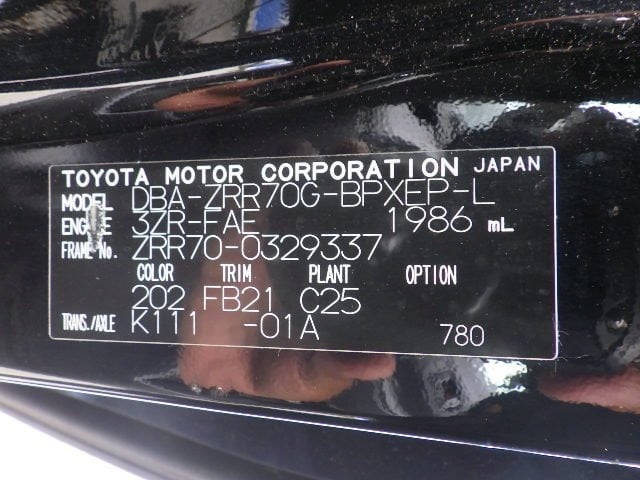 TOYOTA MOTOR CORPORATION JAPAN
MODEL DBA-ZRR70G-BPXEP-L
ENGINE 3ZR-FAE 1986 mL
FRAME No. ZRR70-0329337
COLOR TRIM PLANT OPTION
202 FB21 C25
TRANS./AXLE K111 -01A 780